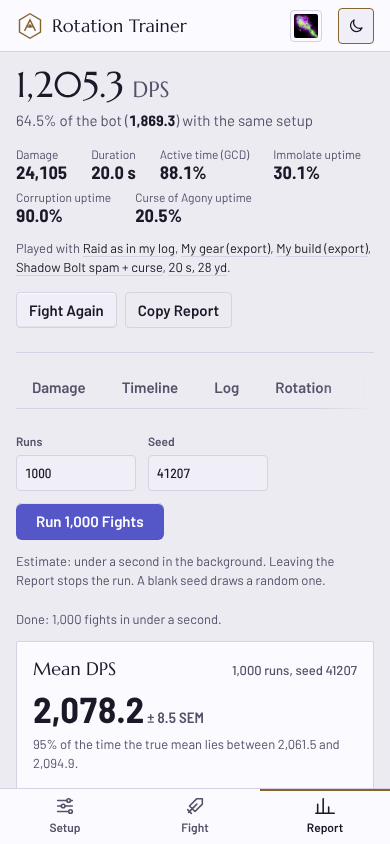 Rotation Trainer
1,205.3 DPS
64.5% of the bot (1,869.3) with the same setup
Damage Duration Active time (GCD) Immolate uptime
24,105 20.0 s 88.1% 30.1%
Corruption uptime Curse of Agony uptime
90.0% 20.5%
Played with Raid as in my log, My gear (export), My build (export),
Shadow Bolt spam + curse, 20 s, 28 yd.
Fight Again Copy Report
Damage Timeline Log Rotation
Runs Seed
1000 41207
Run 1,000 Fights
Estimate: under a second in the background. Leaving the
Report stops the run. A blank seed draws a random one.
Done: 1,000 fights in under a second.
Mean DPS 1,000 runs, seed 41207
2,078.2 ± 8.5 SEM
95% of the time the true mean lies between 2,061.5 and
2,094.9.
Setup Fight Report